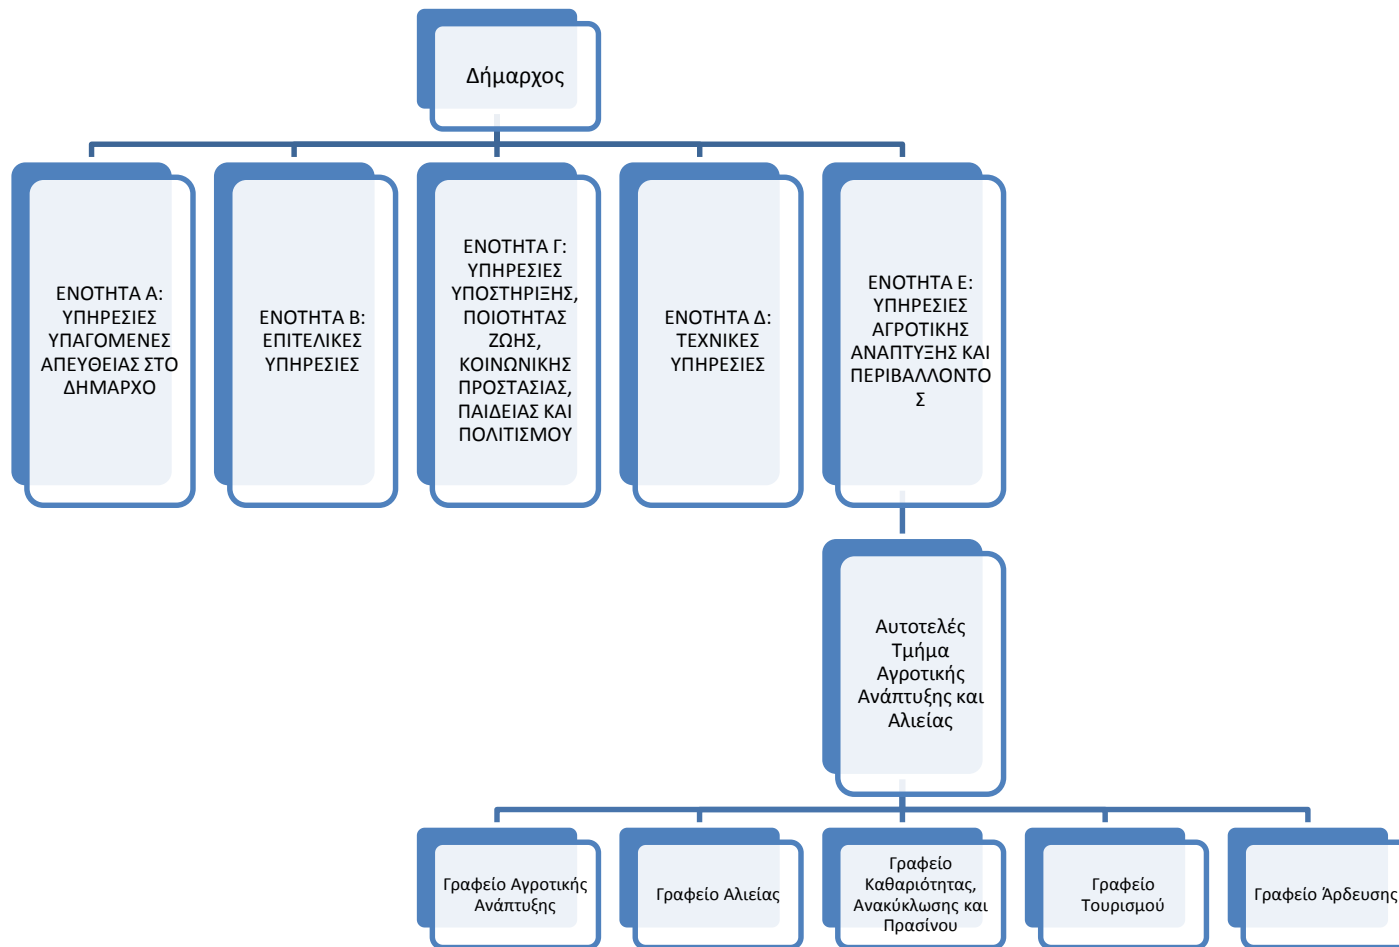 Δήμαρχος
ΕΝΟΤΗΤΑ Α:
ΥΠΗΡΕΣΙΕΣ
ΥΠΑΓΟΜΕΝΕΣ
ΑΠΕΥΘΕΙΑΣ ΣΤΟ
ΔΗΜΑΡΧΟ
ΕΝΟΤΗΤΑ Β:
ΕΠΙΤΕΛΙΚΕΣ
ΥΠΗΡΕΣΙΕΣ
ΕΝΟΤΗΤΑ Γ:
ΥΠΗΡΕΣΙΕΣ
ΥΠΟΣΤΗΡΙΞΗΣ,
ΠΟΙΟΤΗΤΑΣ
ΖΩΗΣ,
ΚΟΙΝΩΝΙΚΗΣ
ΠΡΟΣΤΑΣΙΑΣ,
ΠΑΙΔΕΙΑΣ ΚΑΙ
ΠΟΛΙΤΙΣΜΟΥ
ΕΝΟΤΗΤΑ Δ:
ΤΕΧΝΙΚΕΣ
ΥΠΗΡΕΣΙΕΣ
ΕΝΟΤΗΤΑ Ε:
ΥΠΗΡΕΣΙΕΣ
ΑΓΡΟΤΙΚΗΣ
ΑΝΑΠΤΥΞΗΣ ΚΑΙ
ΠΕΡΙΒΑΛΛΟΝΤΟ
Σ
Αυτοτελές
Τμήμα
Αγροτικής
Ανάπτυξης και
Αλιείας
Γραφείο Αγροτικής
Ανάπτυξης
Γραφείο Αλιείας
Γραφείο
Καθαριότητας,
Ανακύκλωσης και
Πρασίνου
Γραφείο
Τουρισμού
Γραφείο Άρδευσης